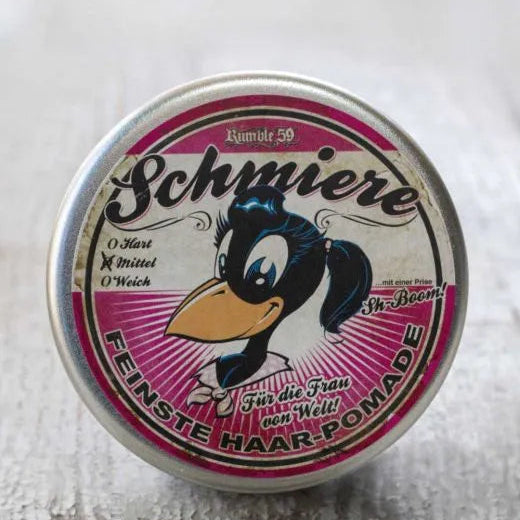 Rumble 59
Schmiere
O Hart
X Mittel
O Weich
...mit einer Prise
Sh-Boom!
Für die Frau
von Welt!
FEINSTE HAAR-POMADE